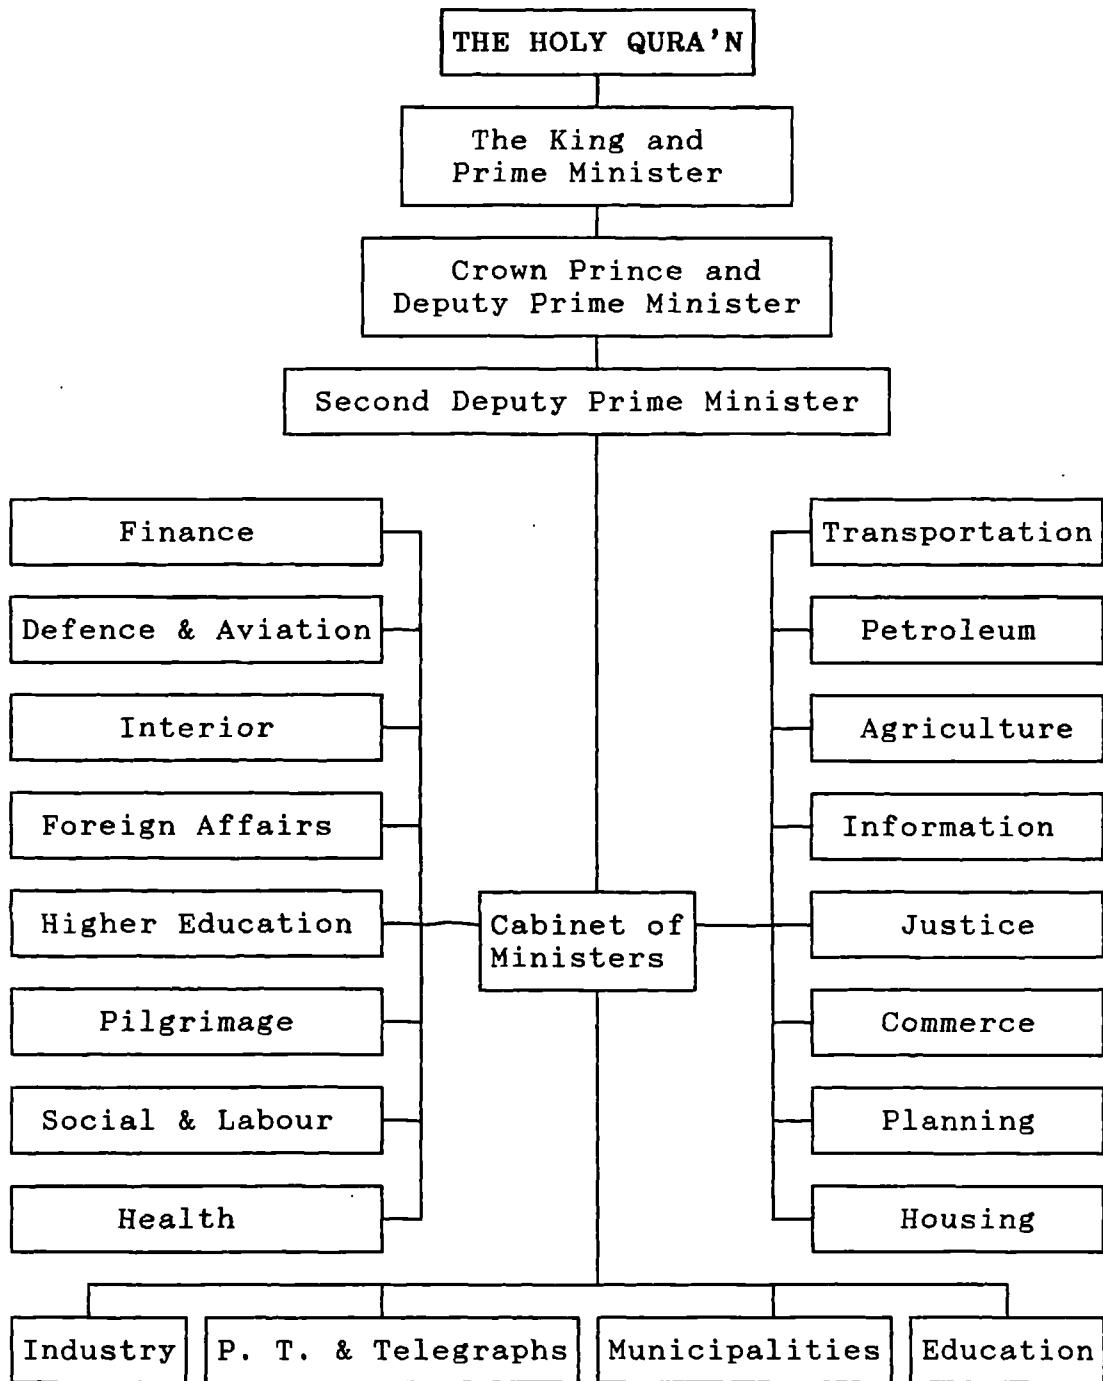 THE HOLY QURA'N
The King and
Prime Minister
Crown Prince and
Deputy Prime Minister
Second Deputy Prime Minister
Finance
Transportation
Defence & Aviation
Petroleum
Interior
Agriculture
Foreign Affairs
Information
Higher Education
Cabinet of
Ministers
Justice
Pilgrimage
Commerce
Social & Labour
Planning
Health
Housing
Industry
P. T. & Telegraphs
Municipalities
Education